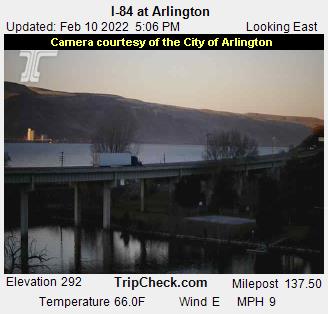 I-84 at Arlington
Updated: Feb 10 2022 5:06 PM Looking East
Camera courtesy of the City of Arlington
Elevation 292 TripCheck.com Milepost 137.50
Temperature 66.0F Wind E MPH 9